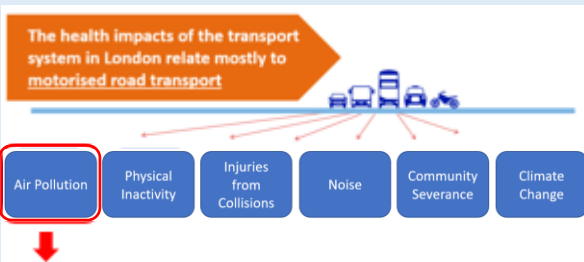 The health impacts of the transport
system in London relate mostly to
motorised road transport
Air Pollution
Physical
Inactivity
Injuries
from
Collisions
Noise
Community
Severance
Climate
Change